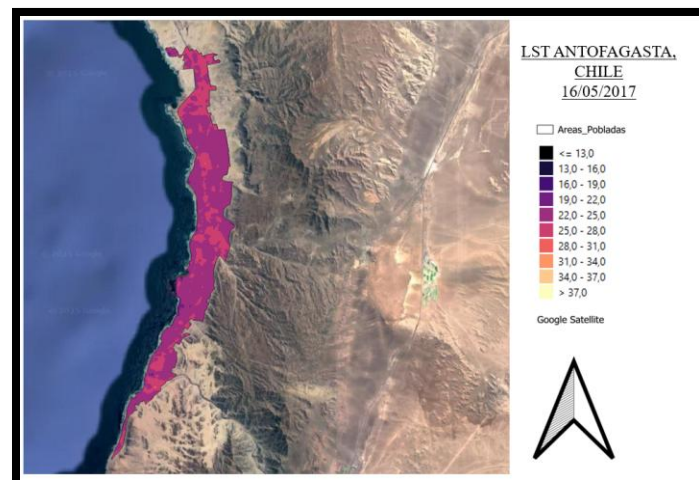 LST ANTOFAGASTA,
CHILE
16/05/2017
Areas_Pobladas
<= 13,0
13,0 - 16,0
16,0 - 19,0
19,0 - 22,0
22,0 - 25,0
25,0 - 28,0
28,0 - 31,0
31,0 - 34,0
34,0 - 37,0
> 37,0
Google Satellite